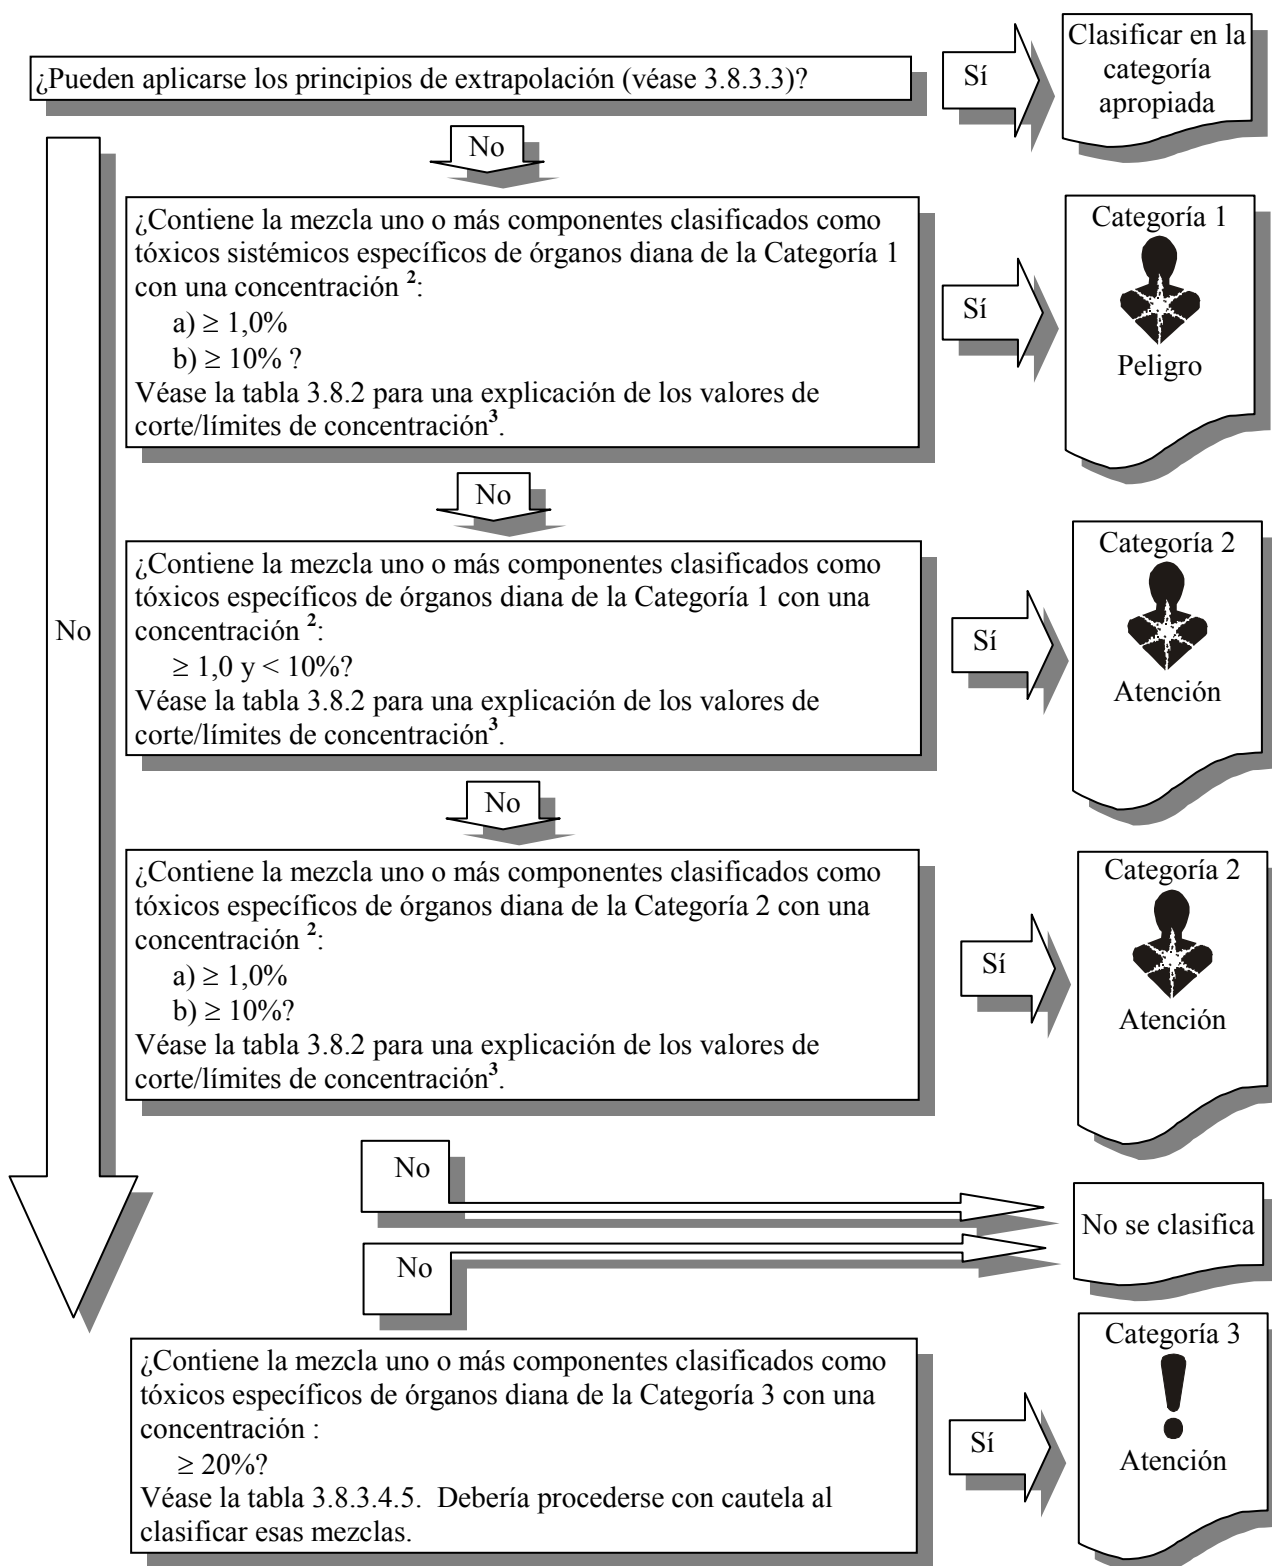 ¿Pueden aplicarse los principios de extrapolación (véase 3.8.3.3)?
Sí
Clasificar en la
categoría
apropiada
No
No
¿Contiene la mezcla uno o más componentes clasificados como
tóxicos sistémicos específicos de órganos diana de la Categoría 1
con una concentración ²:
a) ≥ 1,0%
b) ≥ 10% ?
Véase la tabla 3.8.2 para una explicación de los valores de
corte/límites de concentración³.
Sí
Categoría 1
Peligro
No
¿Contiene la mezcla uno o más componentes clasificados como
tóxicos específicos de órganos diana de la Categoría 1 con una
concentración ²:
≥ 1,0 y < 10%?
Véase la tabla 3.8.2 para una explicación de los valores de
corte/límites de concentración³.
Sí
Categoría 2
Atención
No
¿Contiene la mezcla uno o más componentes clasificados como
tóxicos específicos de órganos diana de la Categoría 2 con una
concentración ²:
a) ≥ 1,0%
b) ≥ 10%?
Véase la tabla 3.8.2 para una explicación de los valores de
corte/límites de concentración³.
Sí
Categoría 2
Atención
No
No se clasifica
No
¿Contiene la mezcla uno o más componentes clasificados como
tóxicos específicos de órganos diana de la Categoría 3 con una
concentración :
≥ 20%?
Véase la tabla 3.8.3.4.5. Debería procederse con cautela al
clasificar esas mezclas.
Sí
Categoría 3
Atención